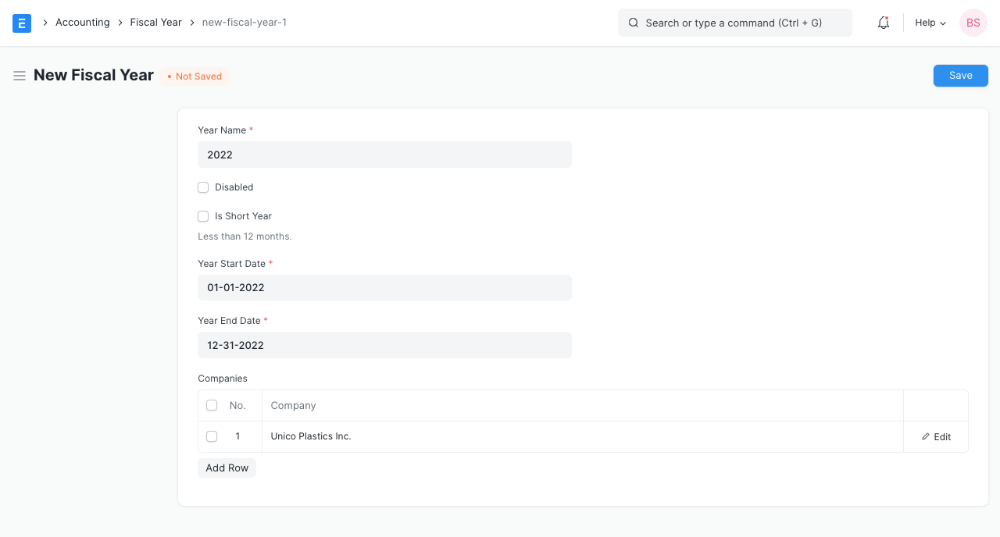 E
Accounting
Fiscal Year
new-fiscal-year-1
Search or type a command (Ctrl + G)
Help
BS
New Fiscal Year
Not Saved
Save
Year Name *
2022
Disabled
Is Short Year
Less than 12 months.
Year Start Date *
01-01-2022
Year End Date *
12-31-2022
Companies
No. Company
1 Unico Plastics Inc. Edit
Add Row